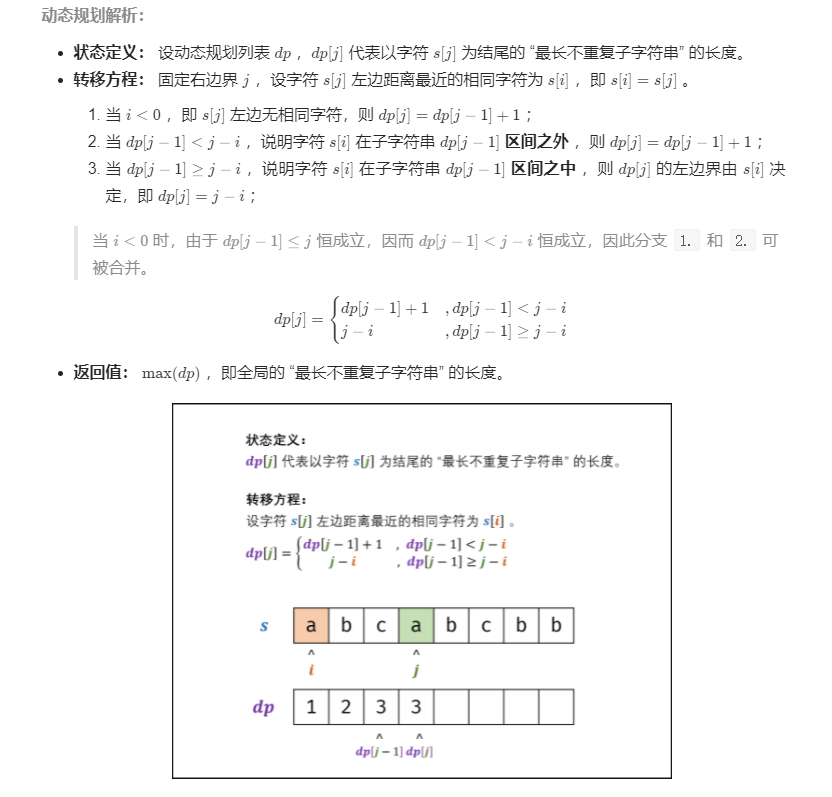 动态规划解析：
• 状态定义： 设动态规划列表 dp ，dp[j] 代表以字符 s[j] 为结尾的 “最长不重复子字符串” 的长度。
• 转移方程： 固定右边界 j ，设字符 s[j] 左边距离最近的相同字符为 s[i] ，即 s[i] = s[j] 。
1. 当 i < 0 ，即 s[j] 左边无相同字符，则 dp[j] = dp[j − 1] + 1 ；
2. 当 dp[j − 1] < j − i ，说明字符 s[i] 在子字符串 dp[j − 1] 区间之外 ，则 dp[j] = dp[j − 1] + 1 ；
3. 当 dp[j − 1] ≥ j − i ，说明字符 s[i] 在子字符串 dp[j − 1] 区间之中 ，则 dp[j] 的左边界由 s[i] 决
定，即 dp[j] = j − i ；
当 i < 0 时，由于 dp[j − 1] ≤ j 恒成立，因而 dp[j − 1] < j − i 恒成立，因此分支 1. 和 2. 可
被合并。
dp[j] = { dp[j − 1] + 1 , dp[j − 1] < j − i
j − i , dp[j − 1] ≥ j − i
• 返回值： max(dp) ，即全局的 “最长不重复子字符串” 的长度。
状态定义：
dp[j] 代表以字符 s[j] 为结尾的 “最长不重复子字符串” 的长度。
转移方程：
设字符 s[j] 左边距离最近的相同字符为 s[i] 。
dp[j] = { dp[j − 1] + 1 , dp[j − 1] < j − i
j − i , dp[j − 1] ≥ j − i
s a b c a b c b b
^ ^
i j
dp 1 2 3 3
^ ^
dp[j − 1] dp[j]